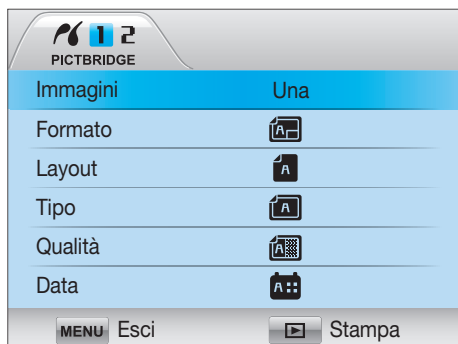 1 2
PICTBRIDGE
Immagini Una
Formato A
Layout A
Tipo A
Qualità A
Data A
MENU Esci Stampa